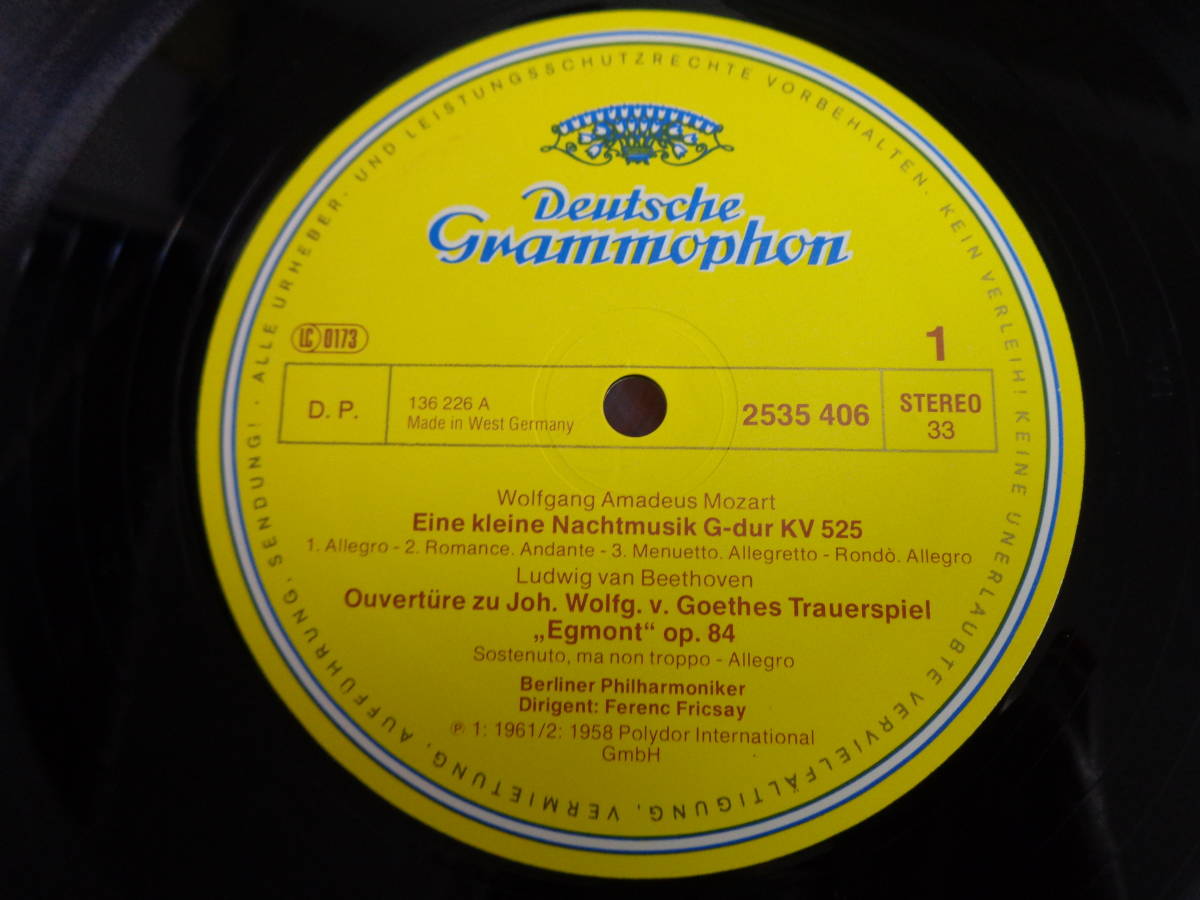 ALLE URHEBER- UND LEISTUNGSSCHUTZRECHTE VORBEHALTEN. KEIN VERLEIH! KEINE UNERLAUBTE VERVIELFÄLTIGUNG, VERMIETUNG, AUFFÜHRUNG, SENDUNG! ·
Deutsche
Grammophon
LC 0173
1
D. P.
136 226 A
Made in West Germany
2535 406
STEREO
33
Wolfgang Amadeus Mozart
Eine kleine Nachtmusik G-dur KV 525
1. Allegro - 2. Romance. Andante - 3. Menuetto. Allegretto - Rondò. Allegro
Ludwig van Beethoven
Ouvertüre zu Joh. Wolfg. v. Goethes Trauerspiel
„Egmont“ op. 84
Sostenuto, ma non troppo - Allegro
Berliner Philharmoniker
Dirigent: Ferenc Fricsay
℗ 1: 1961/2: 1958 Polydor International
GmbH